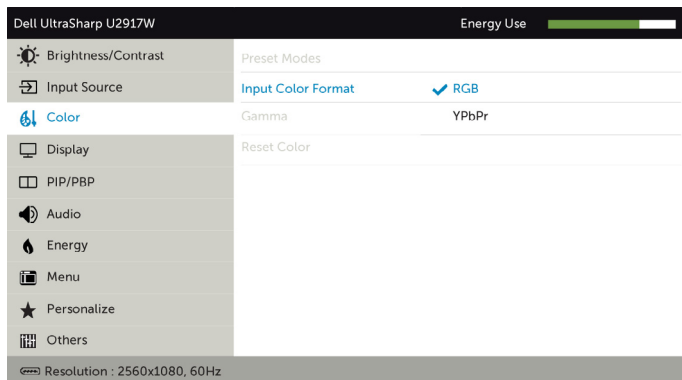 Dell UltraSharp U2917W
Energy Use
Brightness/Contrast
Preset Modes
Input Source
Input Color Format
RGB
Color
Gamma
YPbPr
Display
Reset Color
PIP/PBP
Audio
Energy
Menu
Personalize
Others
Resolution : 2560x1080, 60Hz